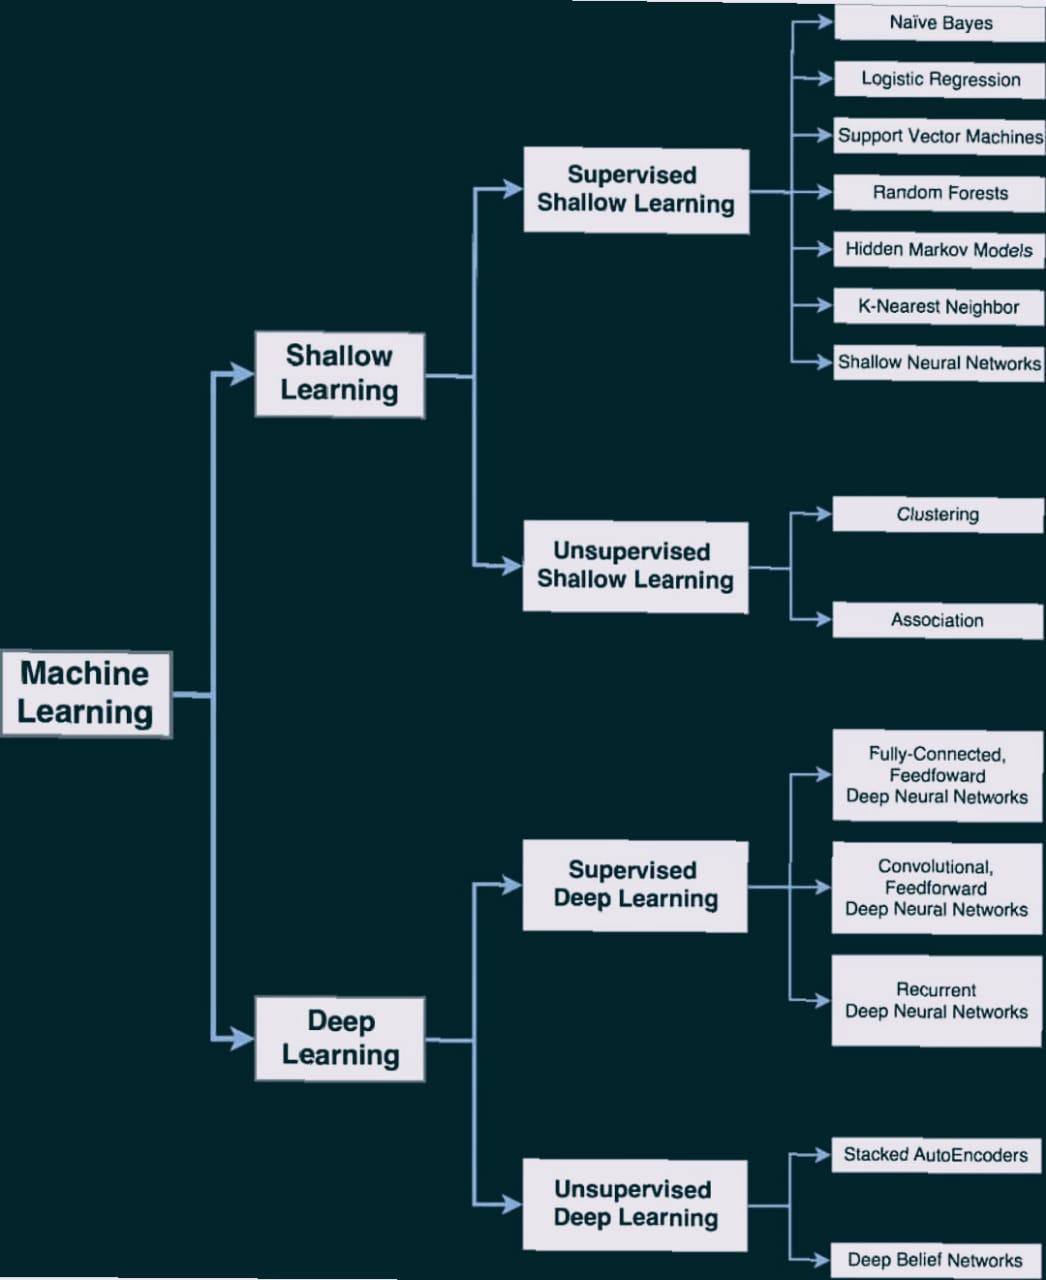 Machine
Learning
Shallow
Learning
Supervised
Shallow Learning
Naïve Bayes
Logistic Regression
Support Vector Machines
Random Forests
Hidden Markov Models
K-Nearest Neighbor
Shallow Neural Networks
Unsupervised
Shallow Learning
Clustering
Association
Deep
Learning
Supervised
Deep Learning
Fully-Connected,
Feedfoward
Deep Neural Networks
Convolutional,
Feedforward
Deep Neural Networks
Recurrent
Deep Neural Networks
Unsupervised
Deep Learning
Stacked AutoEncoders
Deep Belief Networks